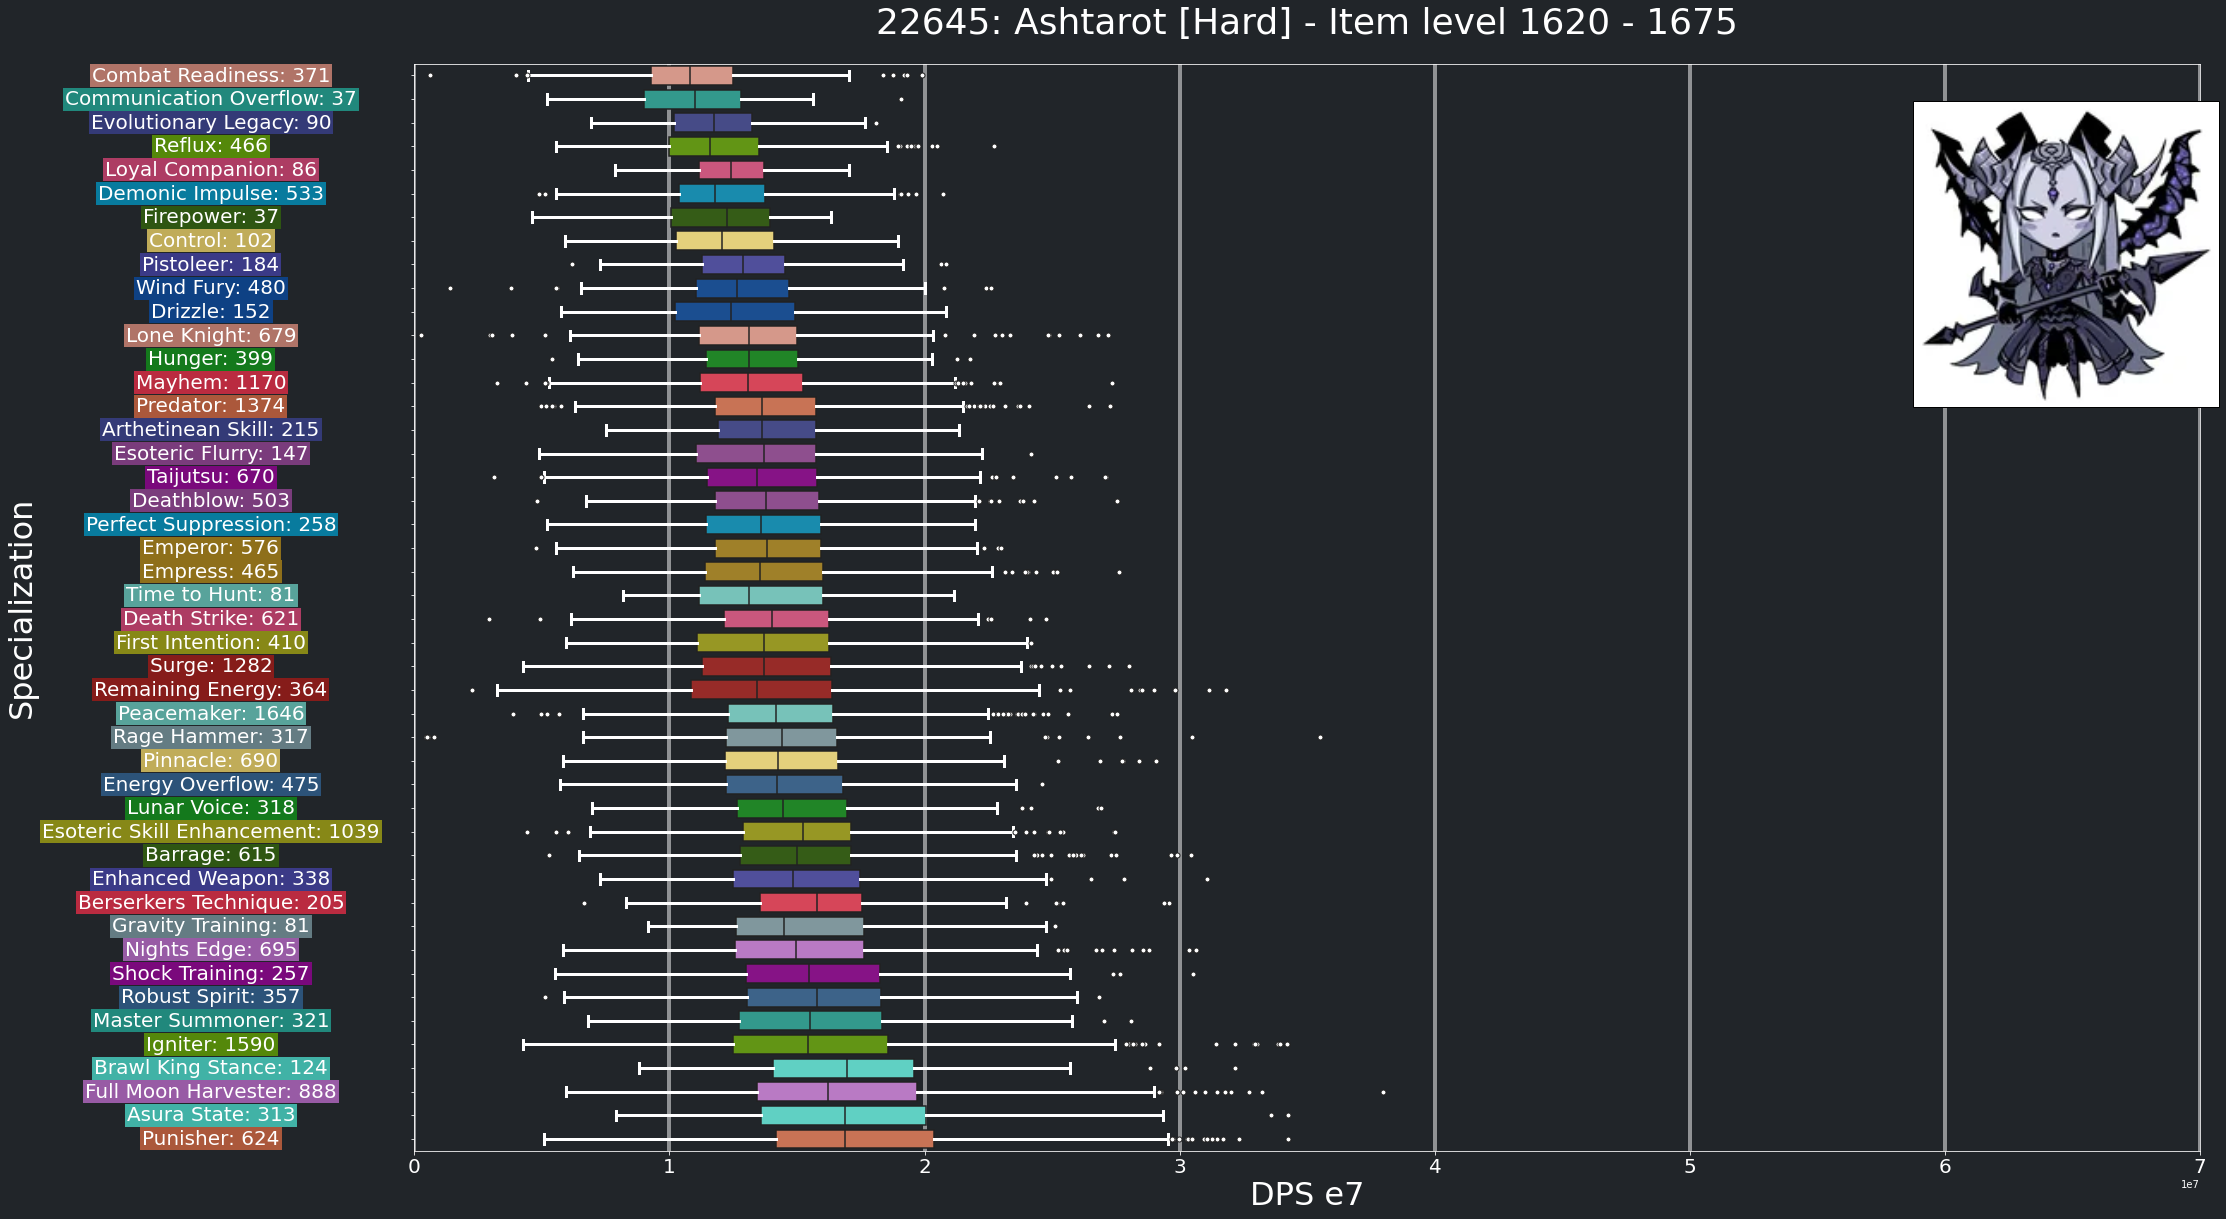 22645: Ashtarot [Hard] - Item level 1620 - 1675
Combat Readiness: 371
Communication Overflow: 37
Evolutionary Legacy: 90
Reflux: 466
Loyal Companion: 86
Demonic Impulse: 533
Firepower: 37
Control: 102
Pistoleer: 184
Wind Fury: 480
Drizzle: 152
Lone Knight: 679
Hunger: 399
Mayhem: 1170
Predator: 1374
Arthetinean Skill: 215
Esoteric Flurry: 147
Taijutsu: 670
Deathblow: 503
Perfect Suppression: 258
Emperor: 576
Empress: 465
Time to Hunt: 81
Death Strike: 621
First Intention: 410
Surge: 1282
Remaining Energy: 364
Peacemaker: 1646
Rage Hammer: 317
Pinnacle: 690
Energy Overflow: 475
Lunar Voice: 318
Esoteric Skill Enhancement: 1039
Barrage: 615
Enhanced Weapon: 338
Berserkers Technique: 205
Gravity Training: 81
Nights Edge: 695
Shock Training: 257
Robust Spirit: 357
Master Summoner: 321
Igniter: 1590
Brawl King Stance: 124
Full Moon Harvester: 888
Asura State: 313
Punisher: 624
Specialization
0 1 2 3 4 5 6 7
1e7
DPS e7